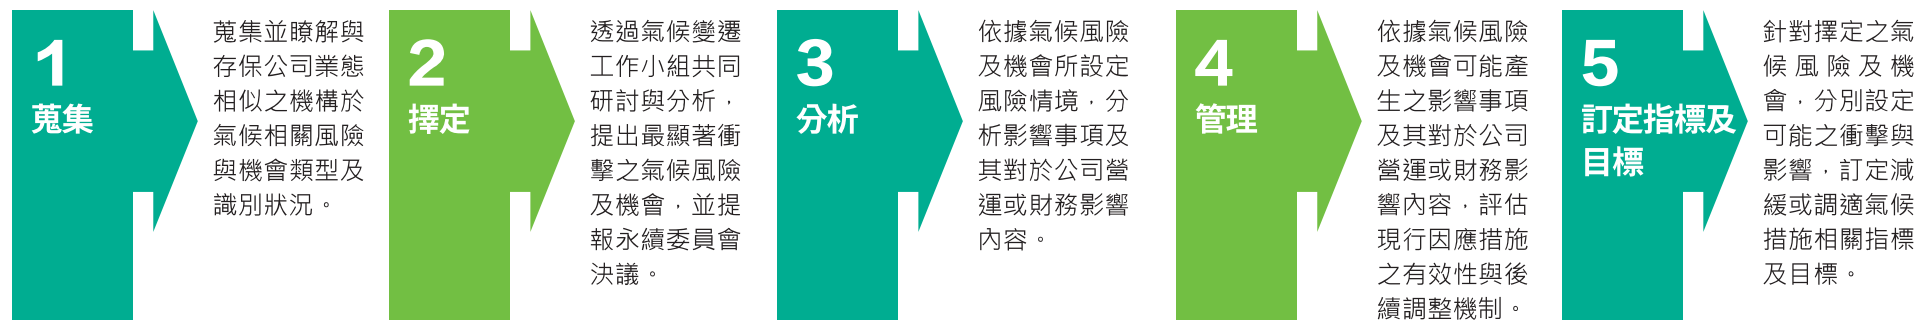 1
蒐集
蒐集並瞭解與
存保公司業態
相似之機構於
氣候相關風險
與機會類型及
識別狀況。
2
擇定
透過氣候變遷
工作小組共同
研討與分析，
提出最顯著衝
擊之氣候風險
及機會，並提
報永續委員會
決議。
3
分析
依據氣候風險
及機會所設定
風險情境，分
析影響事項及
其對於公司營
運或財務影響
內容。
4
管理
依據氣候風險
及機會可能產
生之影響事項
及其對於公司
營運或財務影
響內容，評估
現行因應措施
之有效性與後
續調整機制。
5
訂定指標及
目標
針對擇定之氣
候風險及機
會，分別設定
可能之衝擊與
影響，訂定減
緩或調適氣候
措施相關指標
及目標。